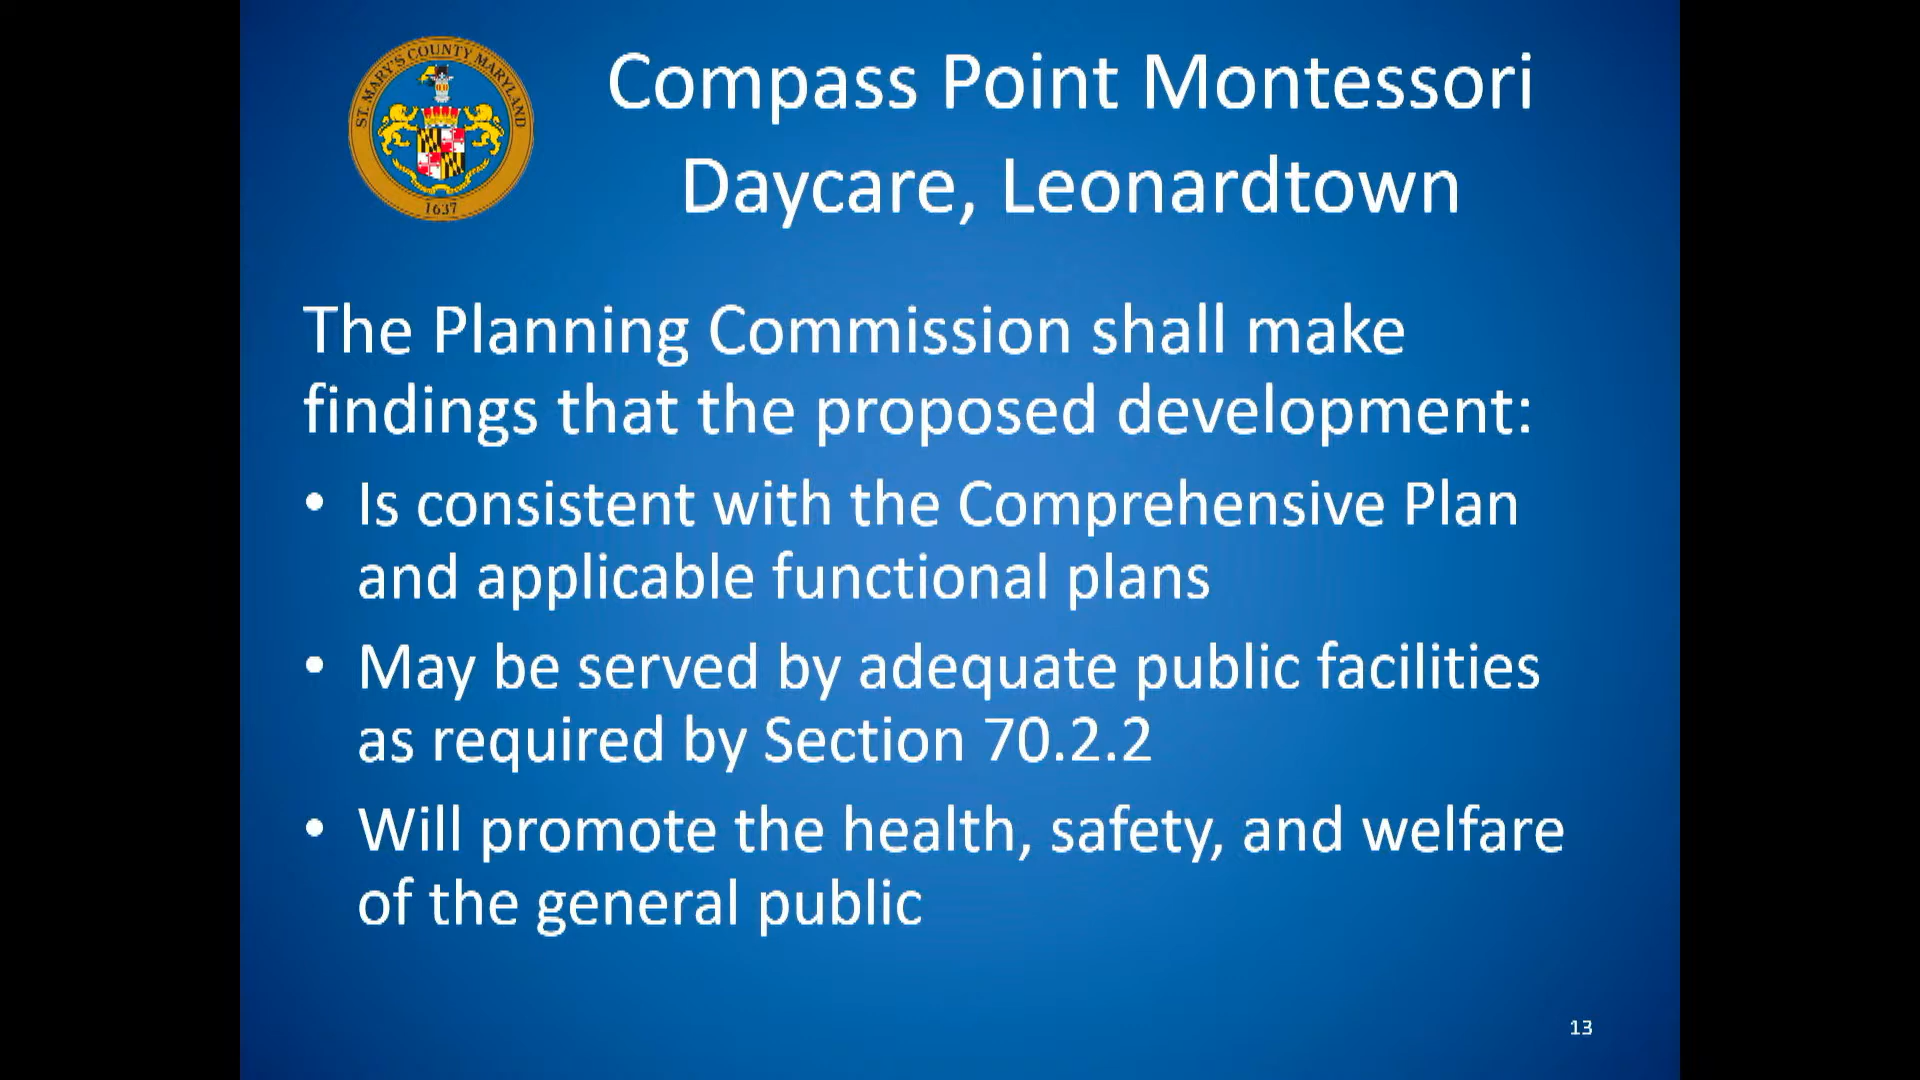 ST. MARY'S COUNTY MARYLAND
1637
Compass Point Montessori
Daycare, Leonardtown
The Planning Commission shall make
findings that the proposed development:
• Is consistent with the Comprehensive Plan
and applicable functional plans
• May be served by adequate public facilities
as required by Section 70.2.2
• Will promote the health, safety, and welfare
of the general public
13